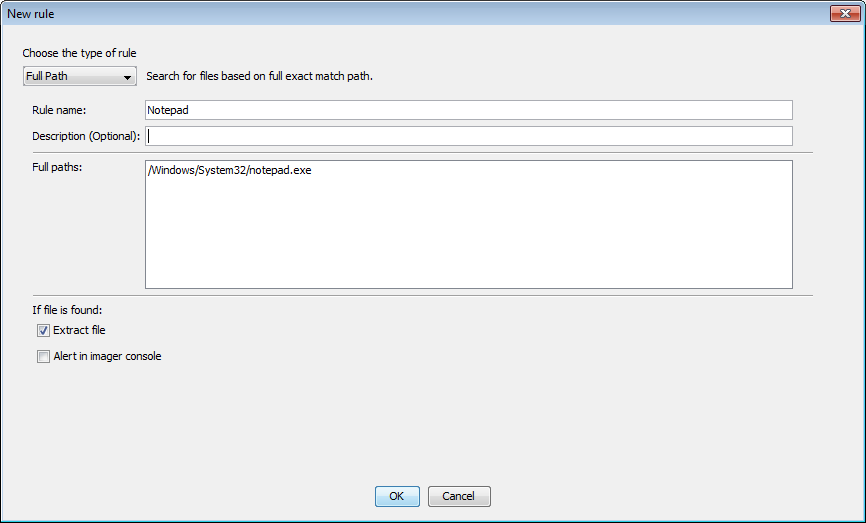 New rule
Choose the type of rule
Full Path Search for files based on full exact match path.
Rule name: Notepad
Description (Optional):
Full paths: /Windows/System32/notepad.exe
If file is found:
Extract file
Alert in imager console
OK Cancel